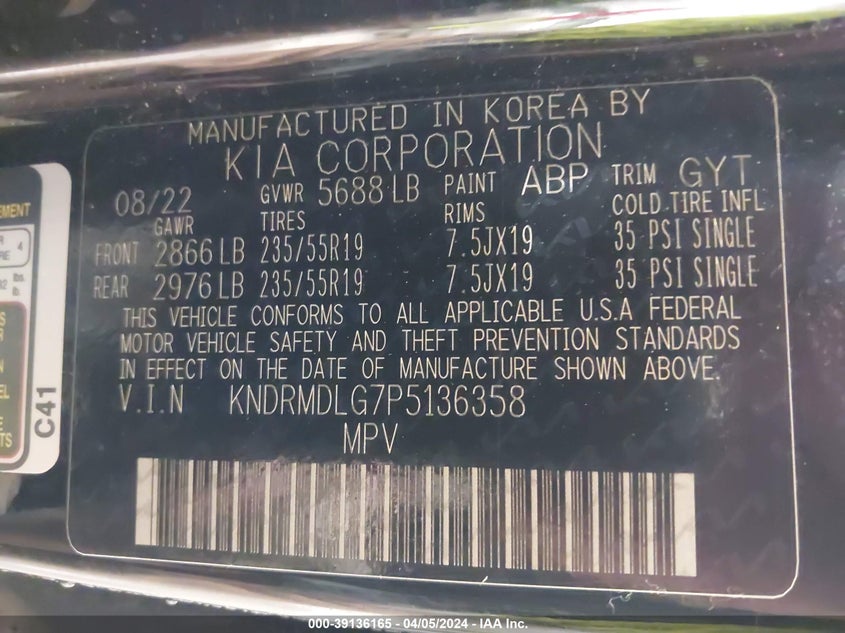 MANUFACTURED IN KOREA BY
KIA CORPORATION
08/22 GVWR 5688 LB PAINT ABP TRIM GYT
GAWR TIRES RIMS COLD TIRE INFL
FRONT 2866 LB 235/55R19 7.5JX19 35 PSI SINGLE
REAR 2976 LB 235/55R19 7.5JX19 35 PSI SINGLE
THIS VEHICLE CONFORMS TO ALL APPLICABLE U.S.A FEDERAL
MOTOR VEHICLE SAFETY AND THEFT PREVENTION STANDARDS
IN EFFECT ON THE DATE OF MANUFACTURE SHOWN ABOVE.
V.I.N KNDRMDLG7P5136358
MPV
C41
000-39136165 - 04/05/2024 - IAA Inc.